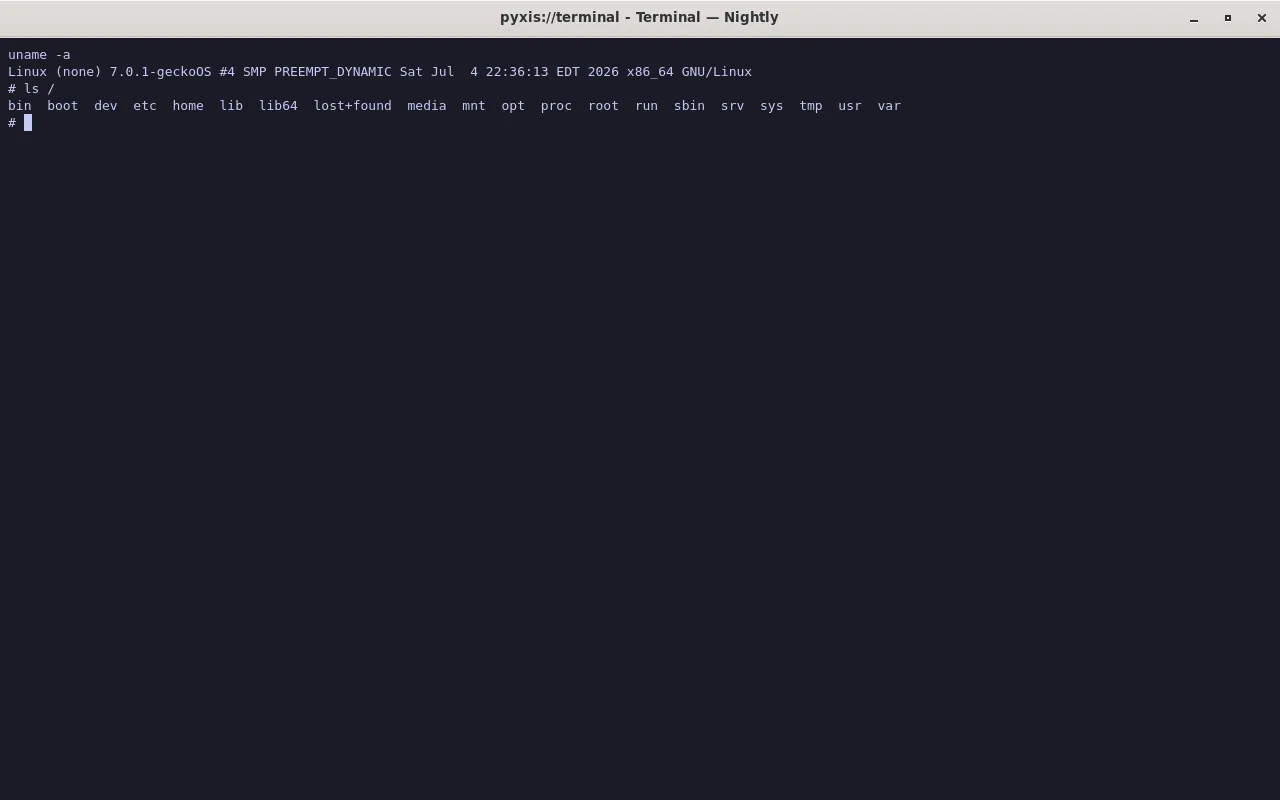 pyxis://terminal - Terminal — Nightly
uname -a
Linux (none) 7.0.1-geckoOS #4 SMP PREEMPT_DYNAMIC Sat Jul  4 22:36:13 EDT 2026 x86_64 GNU/Linux
# ls /
bin  boot  dev  etc  home  lib  lib64  lost+found  media  mnt  opt  proc  root  run  sbin  srv  sys  tmp  usr  var
#